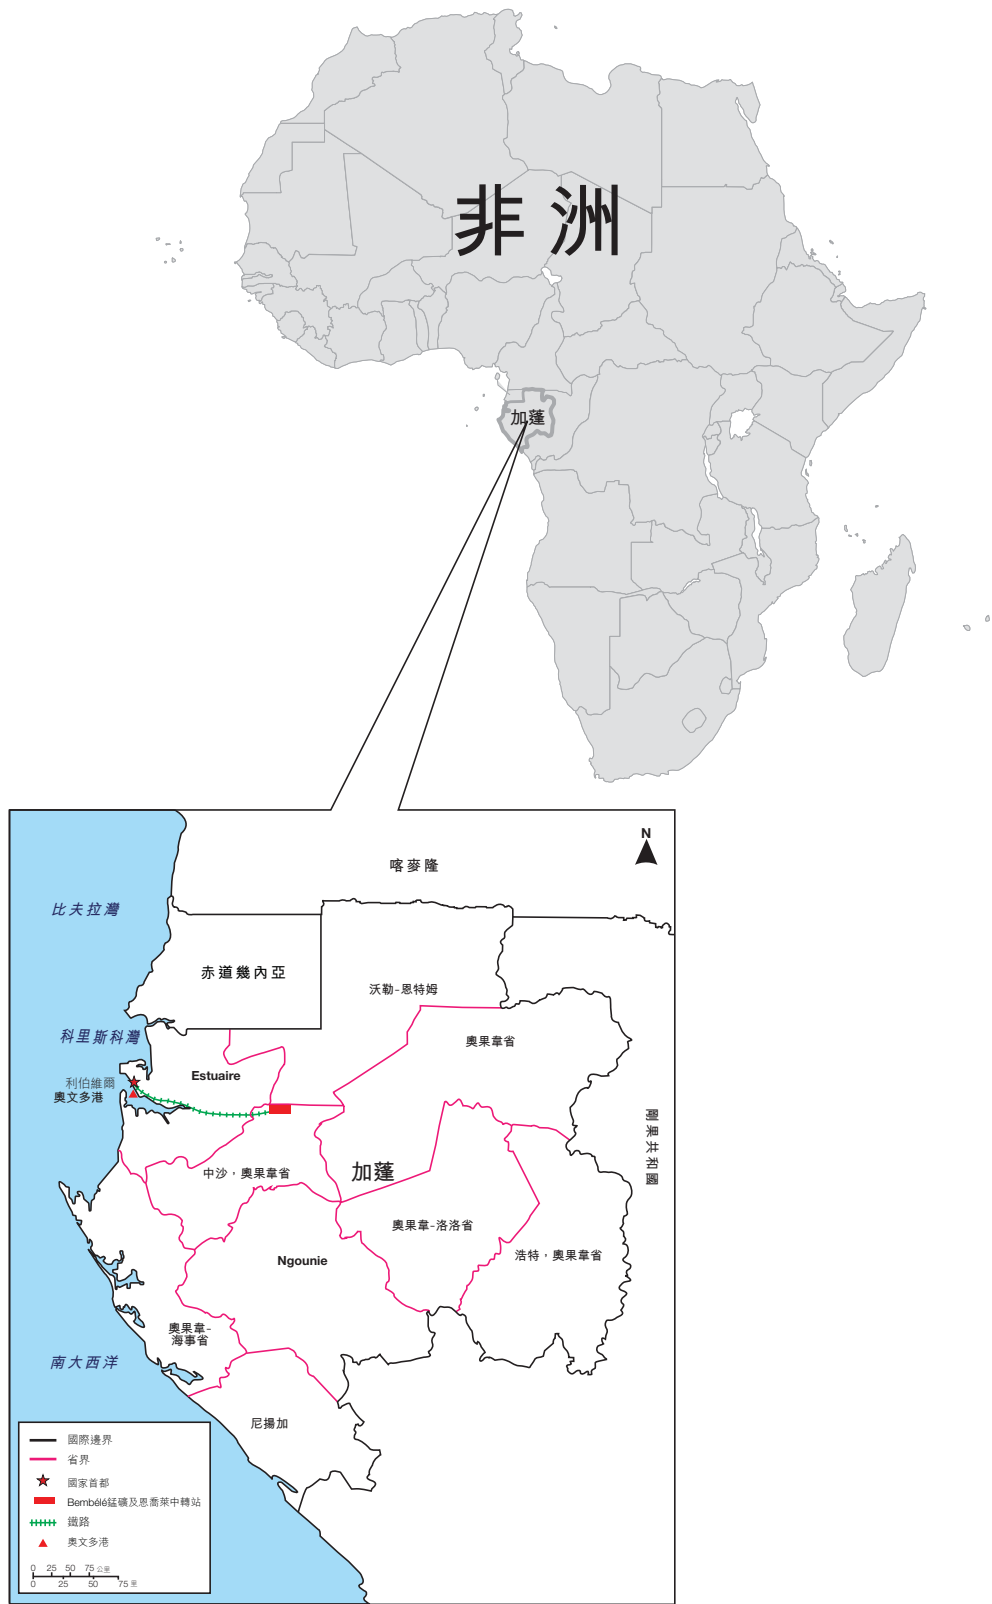 非洲
加蓬
N
喀麥隆
比夫拉灣
赤道幾內亞
沃勒-恩特姆
科里斯科灣
奧果韋省
Estuaire
利伯維爾
奧文多港
剛果共和國
加蓬
中沙，奧果韋省
奧果韋-洛洛省
浩特，奧果韋省
Ngounie
奧果韋-
海事省
南大西洋
尼揚加
國際邊界
省界
國家首都
Bembélé錳礦及恩喬萊中轉站
鐵路
奧文多港
0 25 50 75 公里
0 25 50 75 里